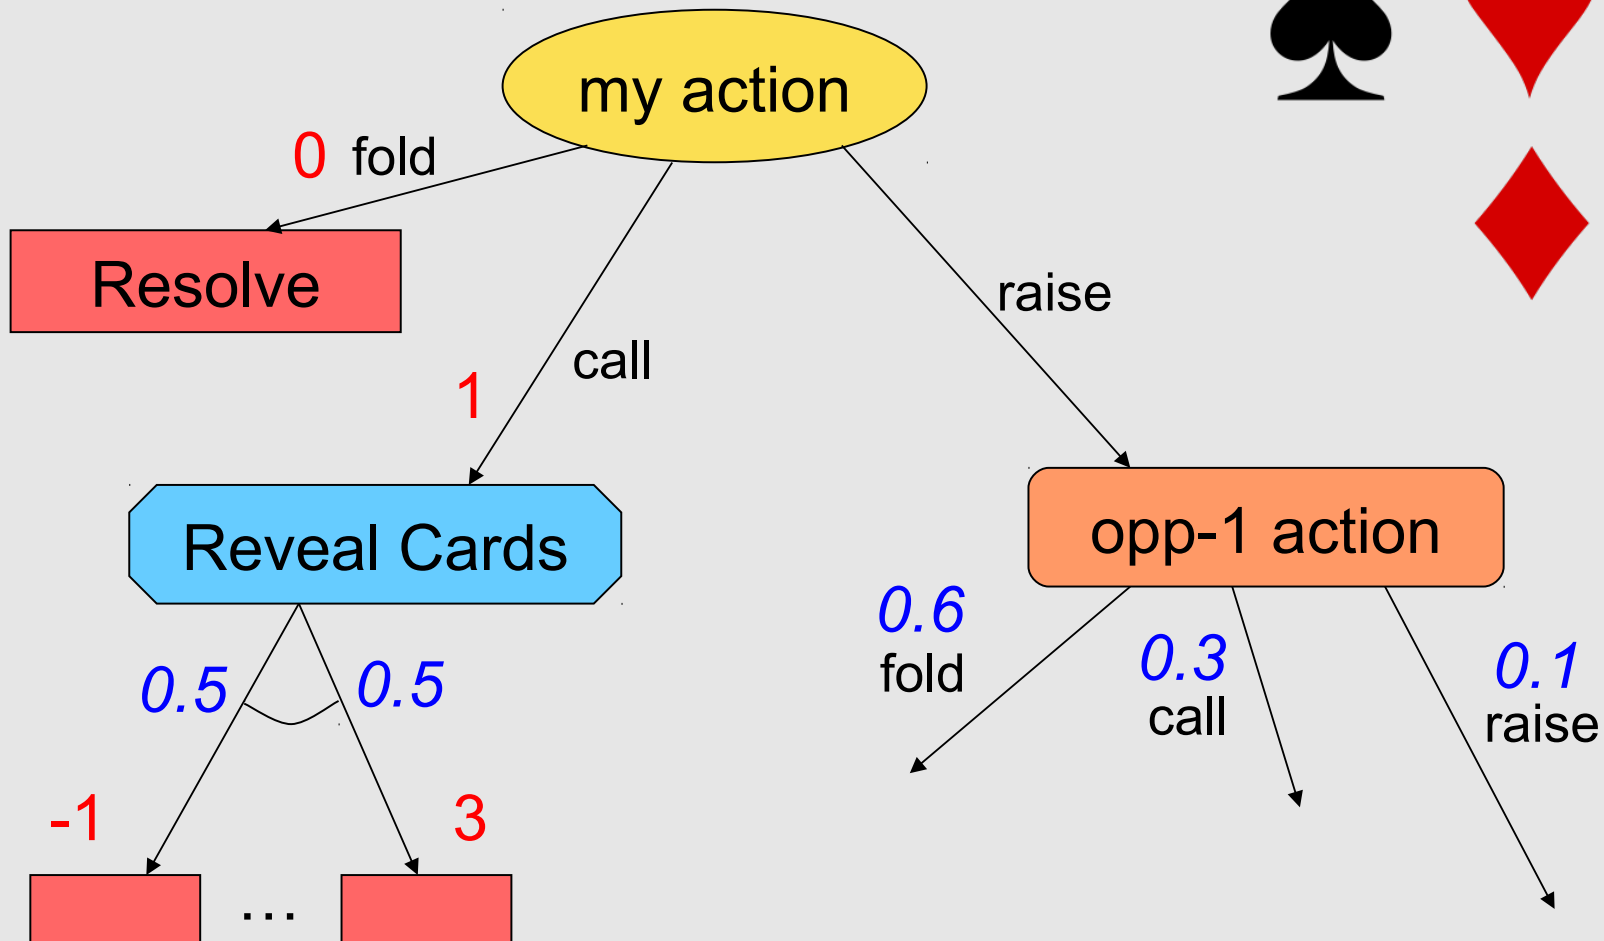 my action
0 fold
Resolve
raise
call
1
Reveal Cards
opp-1 action
0.5
0.5
0.6
fold
0.3
call
0.1
raise
-1
3
...